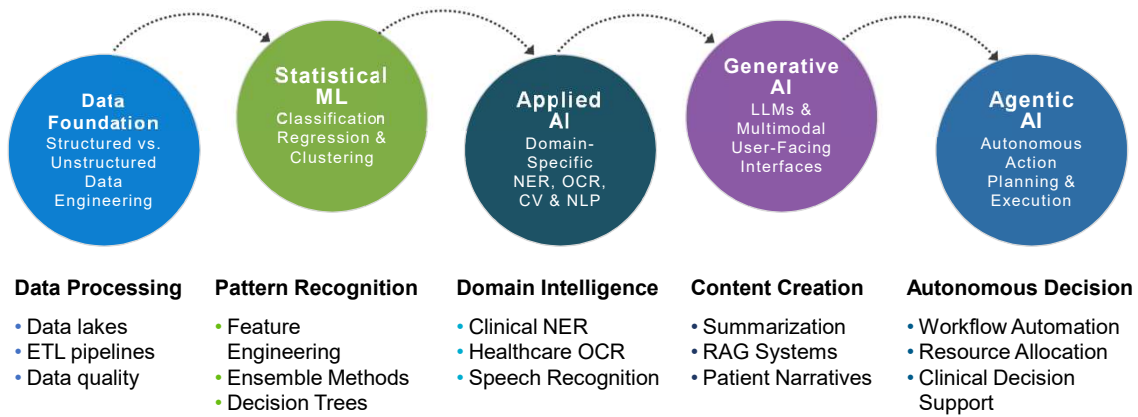 Data
Foundation
Structured vs.
Unstructured
Data
Engineering
Statistical
ML
Classification
Regression &
Clustering
Applied
AI
Domain-
Specific
NER, OCR,
CV & NLP
Generative
AI
LLMs &
Multimodal
User-Facing
Interfaces
Agentic
AI
Autonomous
Action
Planning &
Execution
Data Processing
• Data lakes
• ETL pipelines
• Data quality
Pattern Recognition
• Feature
Engineering
• Ensemble Methods
• Decision Trees
Domain Intelligence
• Clinical NER
• Healthcare OCR
• Speech Recognition
Content Creation
• Summarization
• RAG Systems
• Patient Narratives
Autonomous Decision
• Workflow Automation
• Resource Allocation
• Clinical Decision
Support